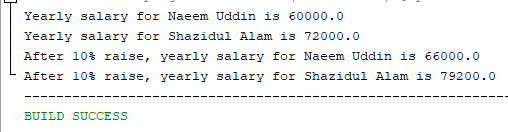 Yearly salary for Naeem Uddin is 60000.0
Yearly salary for Shazidul Alam is 72000.0
After 10% raise, yearly salary for Naeem Uddin is 66000.0
After 10% raise, yearly salary for Shazidul Alam is 79200.0
------------------------------------------------------------------------
BUILD SUCCESS